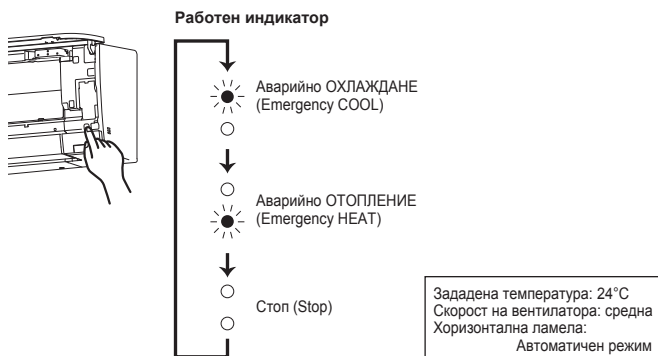 Работен индикатор
Аварийно ОХЛАЖДАНЕ
(Emergency COOL)
Аварийно ОТОПЛЕНИЕ
(Emergency HEAT)
Стоп (Stop)
Зададена температура: 24°C
Скорост на вентилатора: средна
Хоризонтална ламела:
Автоматичен режим